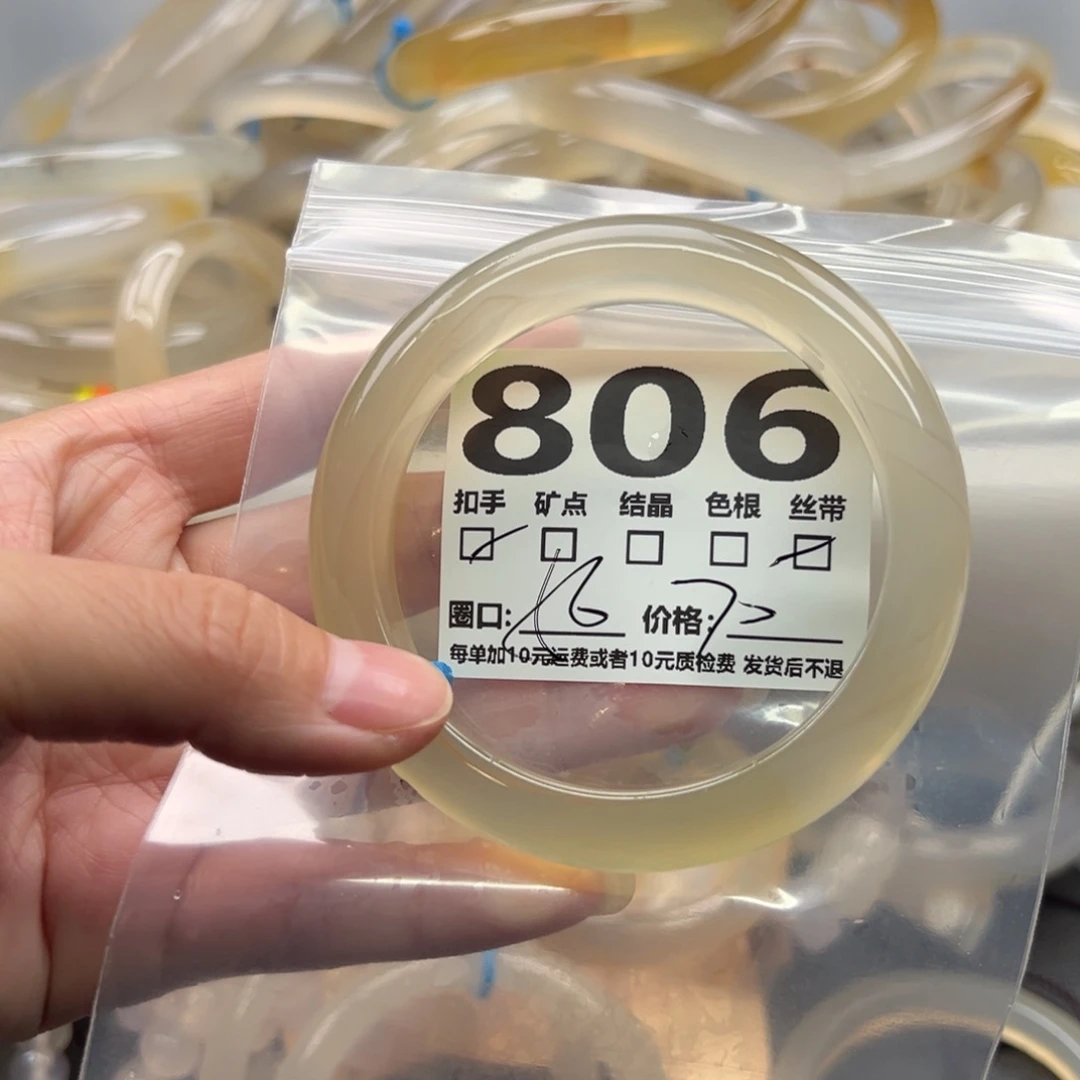 806
扣手 矿点 结晶 色根 丝带
圈口: 价格:
每单加10元运费或者10元质检费 发货后不退